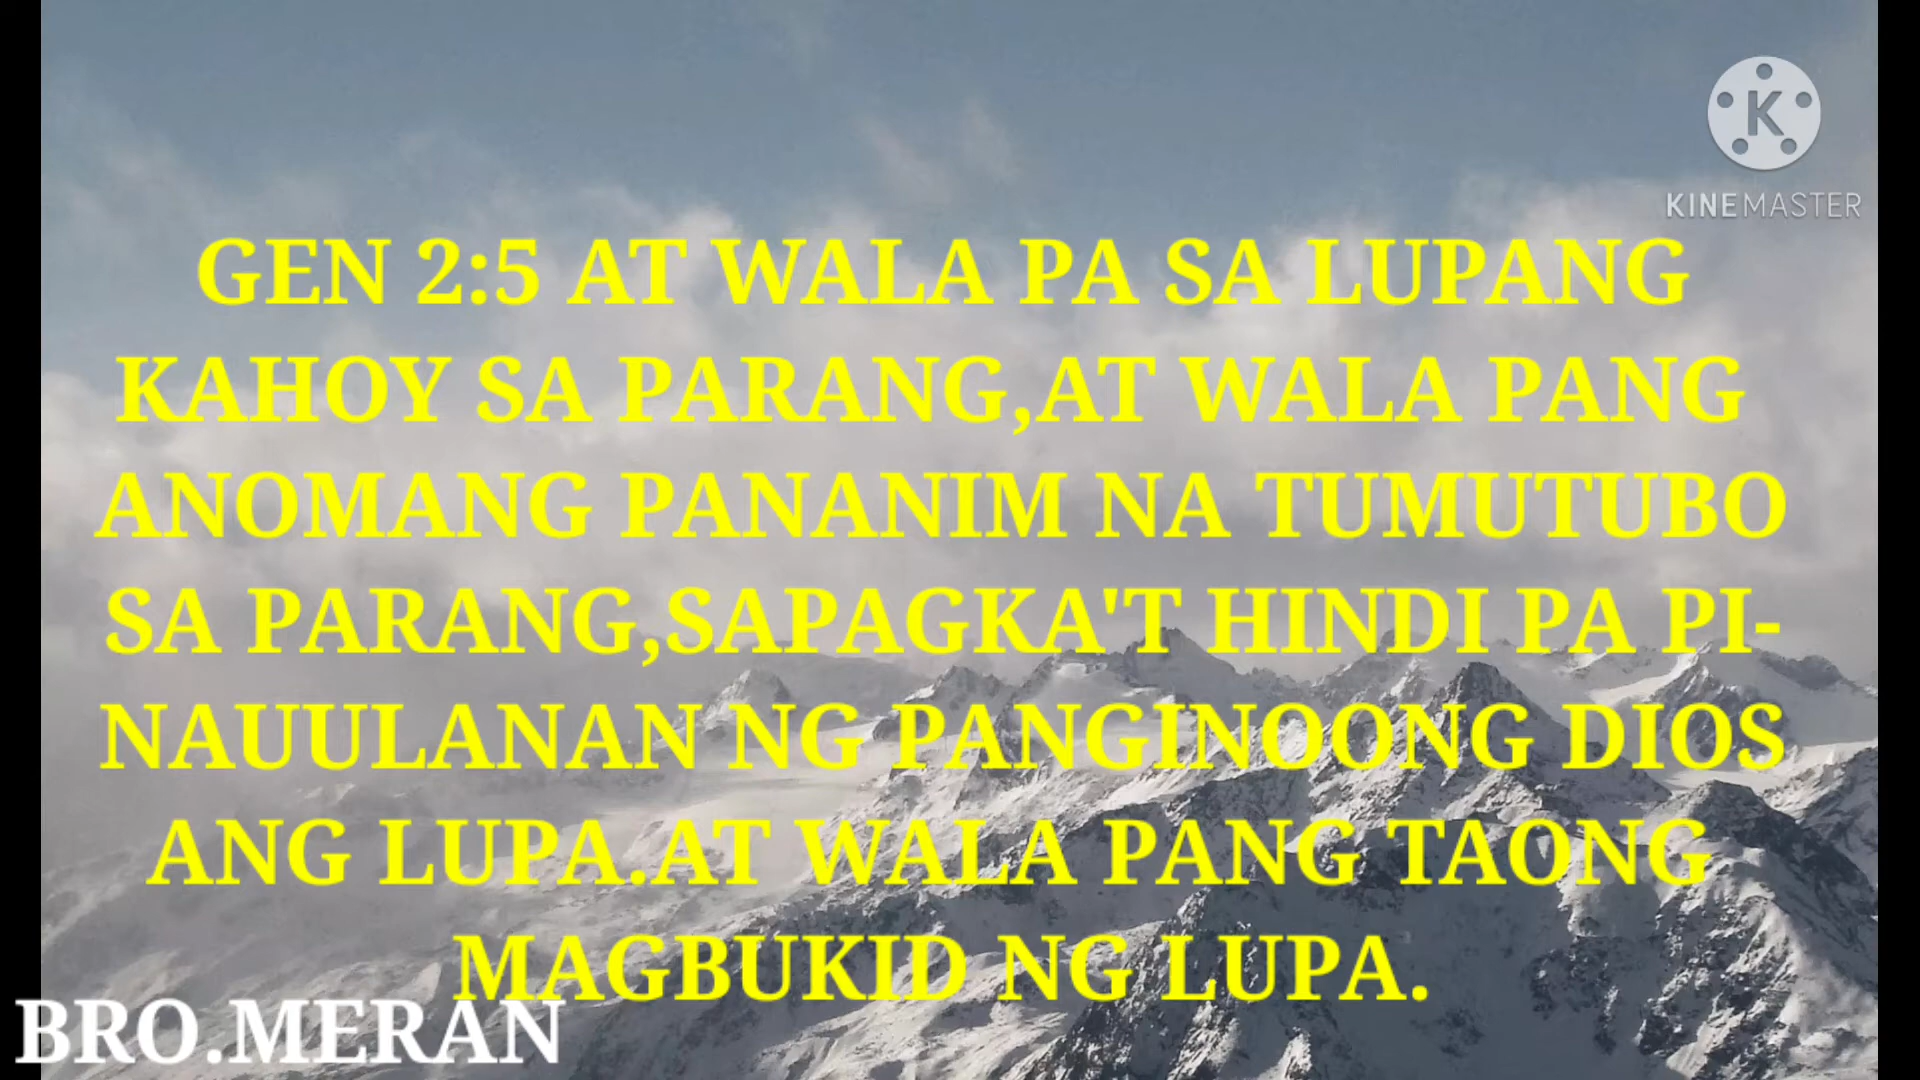 KINEMASTER
GEN 2:5 AT WALA PA SA LUPANG
KAHOY SA PARANG,AT WALA PANG
ANOMANG PANANIM NA TUMUTUBO
SA PARANG,SAPAGKA'T HINDI PA PI-
NAUULANAN NG PANGINOONG DIOS
ANG LUPA.AT WALA PANG TAONG
MAGBUKID NG LUPA.
BRO.MERAN